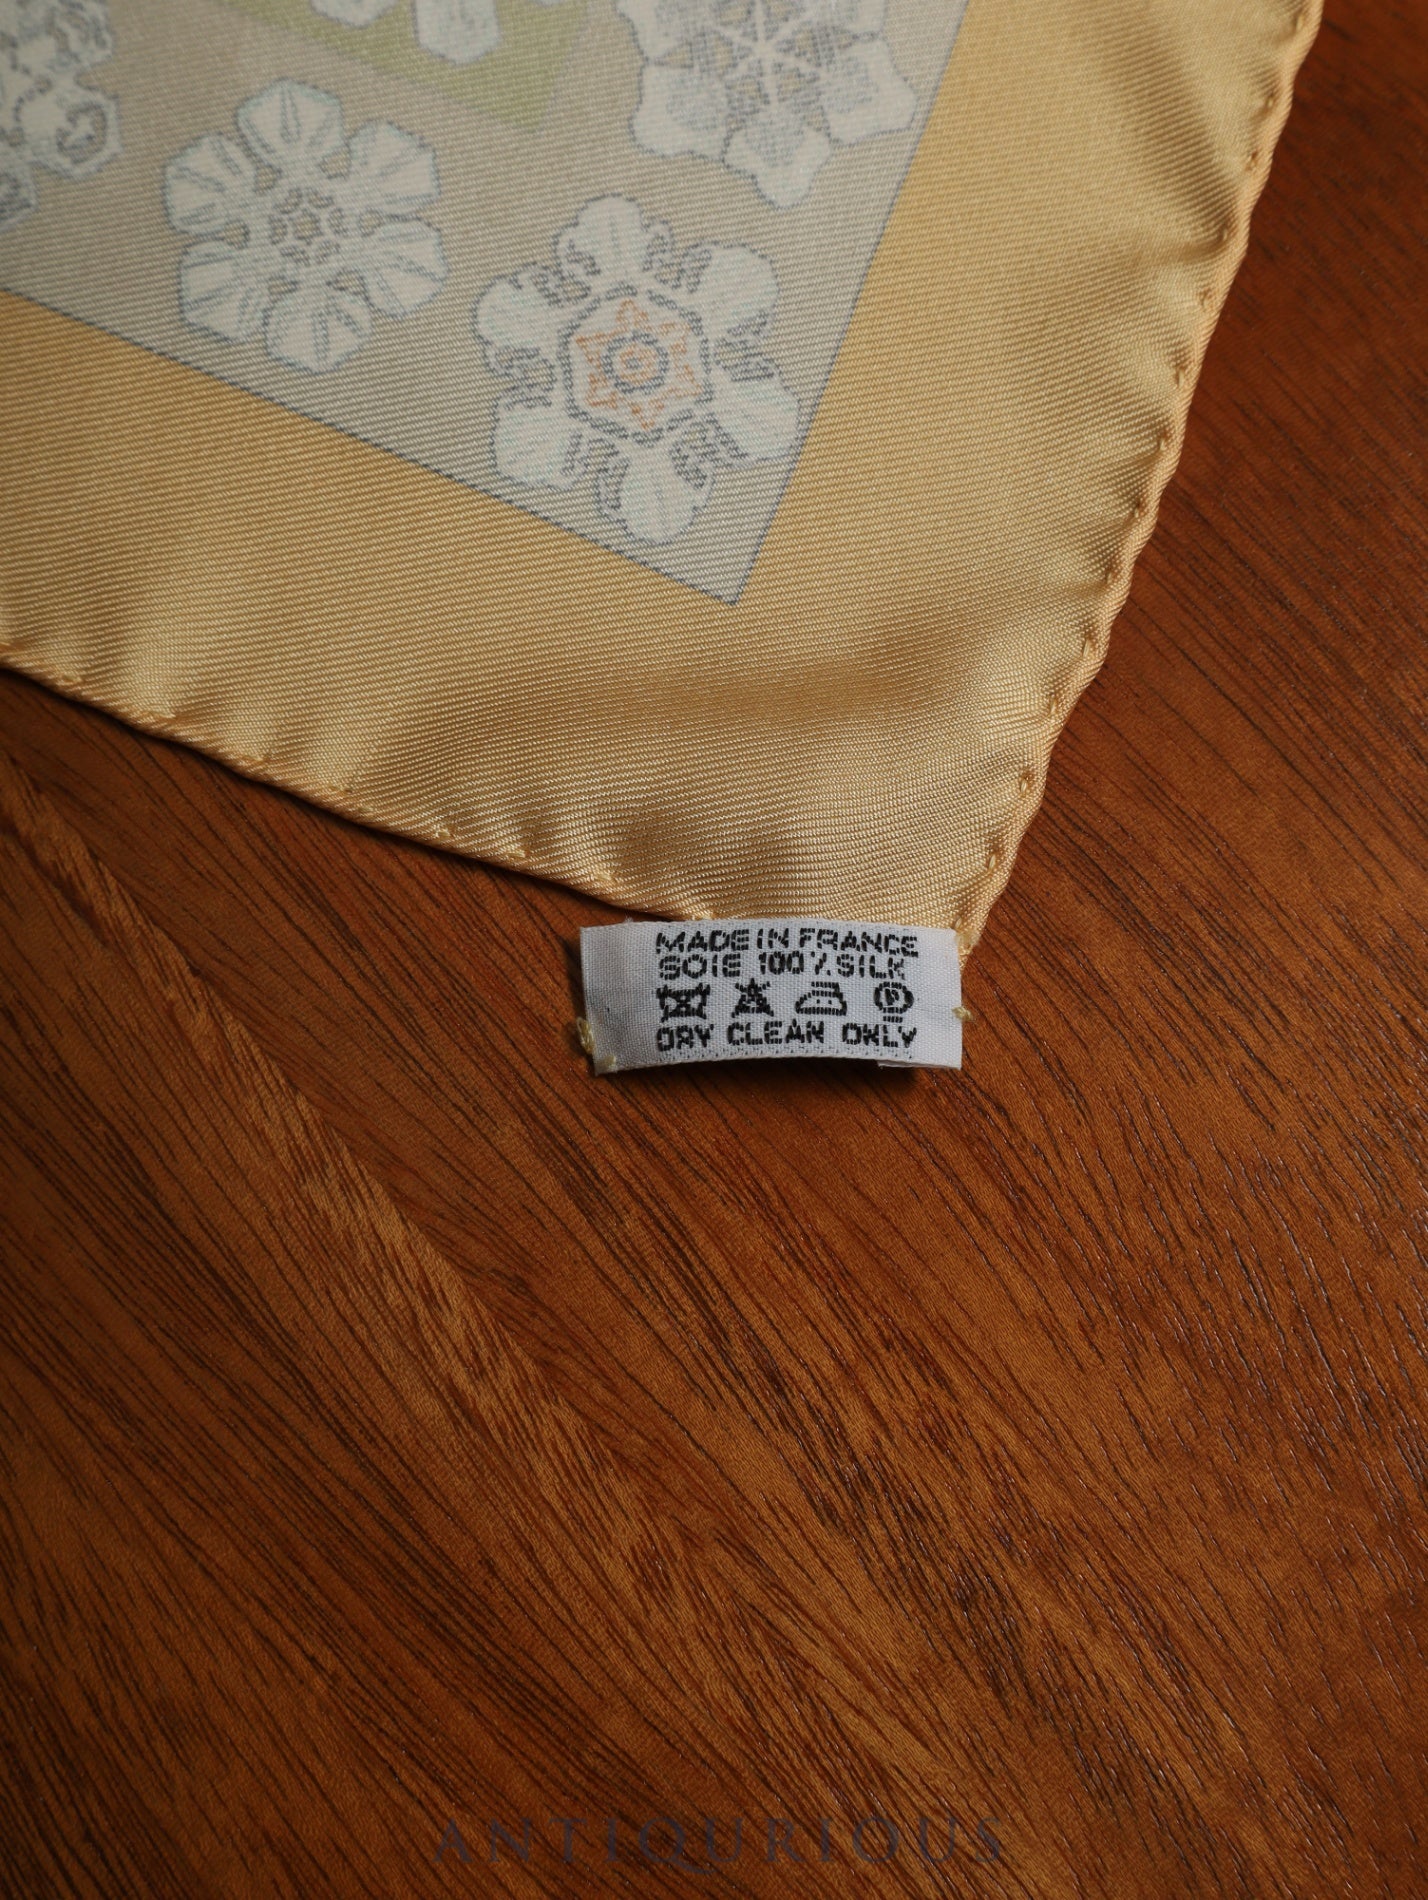 MADE IN FRANCE
SOIE 100% SILK
P
DRY CLEAN ONLY
ANTIQURIOUS